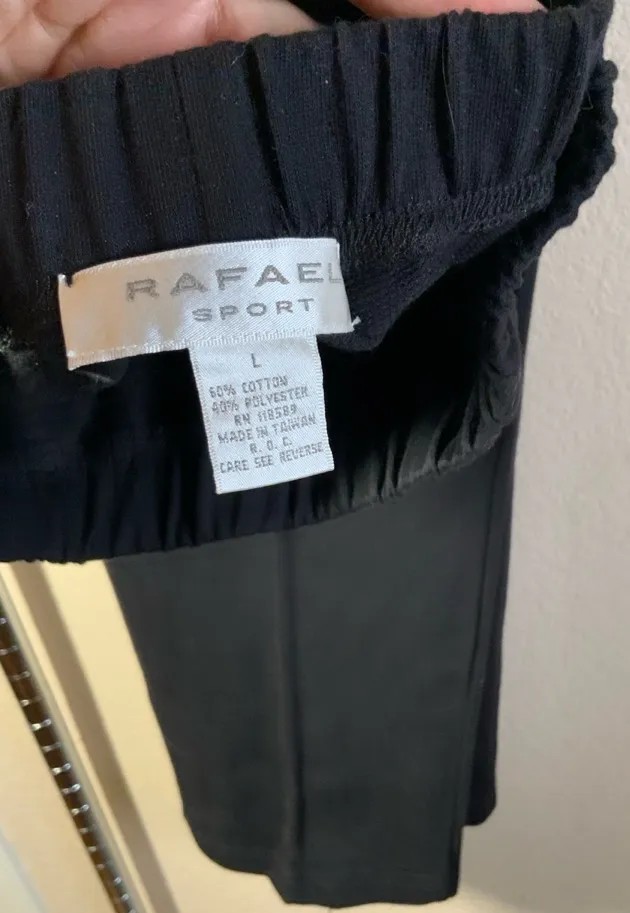 RAFAEL
SPORT
L
60% COTTON
40% POLYESTER
RN 118589
MADE IN TAIWAN
R. O. C.
CARE SEE REVERSE